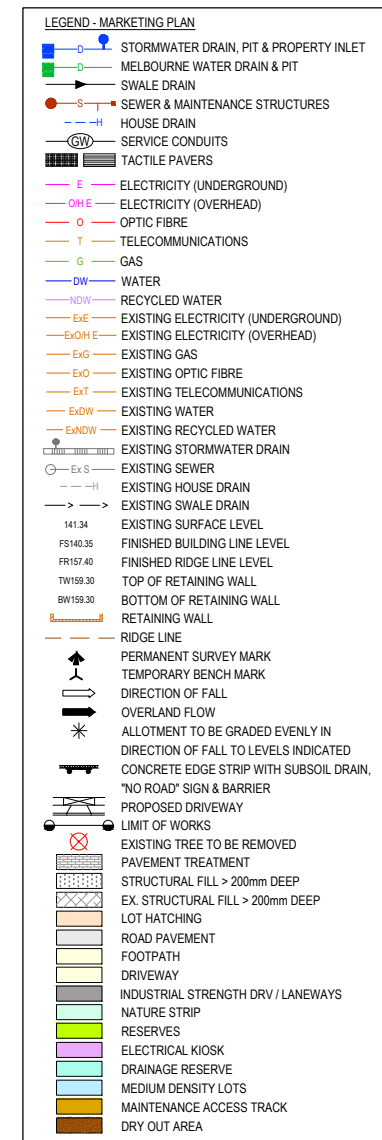 LEGEND - MARKETING PLAN
D STORMWATER DRAIN, PIT & PROPERTY INLET
D MELBOURNE WATER DRAIN & PIT
SWALE DRAIN
S SEWER & MAINTENANCE STRUCTURES
H HOUSE DRAIN
GW SERVICE CONDUITS
TACTILE PAVERS
E ELECTRICITY (UNDERGROUND)
O/H E ELECTRICITY (OVERHEAD)
O OPTIC FIBRE
T TELECOMMUNICATIONS
G GAS
DW WATER
NDW RECYCLED WATER
ExE EXISTING ELECTRICITY (UNDERGROUND)
ExO/H E EXISTING ELECTRICITY (OVERHEAD)
ExG EXISTING GAS
ExO EXISTING OPTIC FIBRE
ExT EXISTING TELECOMMUNICATIONS
ExDW EXISTING WATER
ExNDW EXISTING RECYCLED WATER
EXISTING STORMWATER DRAIN
Ex S EXISTING SEWER
H EXISTING HOUSE DRAIN
EXISTING SWALE DRAIN
141.34 EXISTING SURFACE LEVEL
FS140.35 FINISHED BUILDING LINE LEVEL
FR157.40 FINISHED RIDGE LINE LEVEL
TW159.30 TOP OF RETAINING WALL
BW159.30 BOTTOM OF RETAINING WALL
RETAINING WALL
RIDGE LINE
PERMANENT SURVEY MARK
TEMPORARY BENCH MARK
DIRECTION OF FALL
OVERLAND FLOW
ALLOTMENT TO BE GRADED EVENLY IN
DIRECTION OF FALL TO LEVELS INDICATED
CONCRETE EDGE STRIP WITH SUBSOIL DRAIN,
"NO ROAD" SIGN & BARRIER
PROPOSED DRIVEWAY
LIMIT OF WORKS
EXISTING TREE TO BE REMOVED
PAVEMENT TREATMENT
STRUCTURAL FILL > 200mm DEEP
EX. STRUCTURAL FILL > 200mm DEEP
LOT HATCHING
ROAD PAVEMENT
FOOTPATH
DRIVEWAY
INDUSTRIAL STRENGTH DRV / LANEWAYS
NATURE STRIP
RESERVES
ELECTRICAL KIOSK
DRAINAGE RESERVE
MEDIUM DENSITY LOTS
MAINTENANCE ACCESS TRACK
DRY OUT AREA